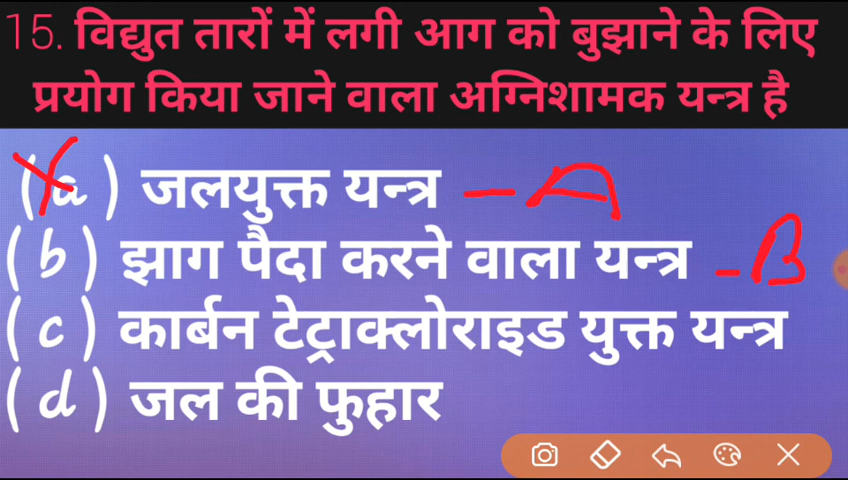 15. विद्युत तारों में लगी आग को बुझाने के लिए
प्रयोग किया जाने वाला अग्निशामक यन्त्र है
(a) जलयुक्त यन्त्र - A
(b) झाग पैदा करने वाला यन्त्र - B
(c) कार्बन टेट्राक्लोराइड युक्त यन्त्र
(d) जल की फुहार